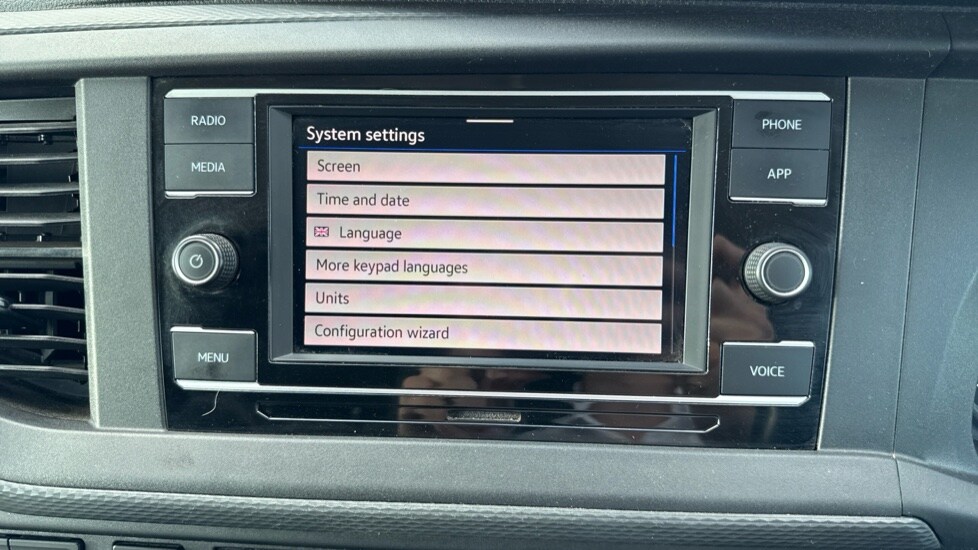 RADIO
MEDIA
MENU
System settings
Screen
Time and date
Language
More keypad languages
Units
Configuration wizard
PHONE
APP
VOICE